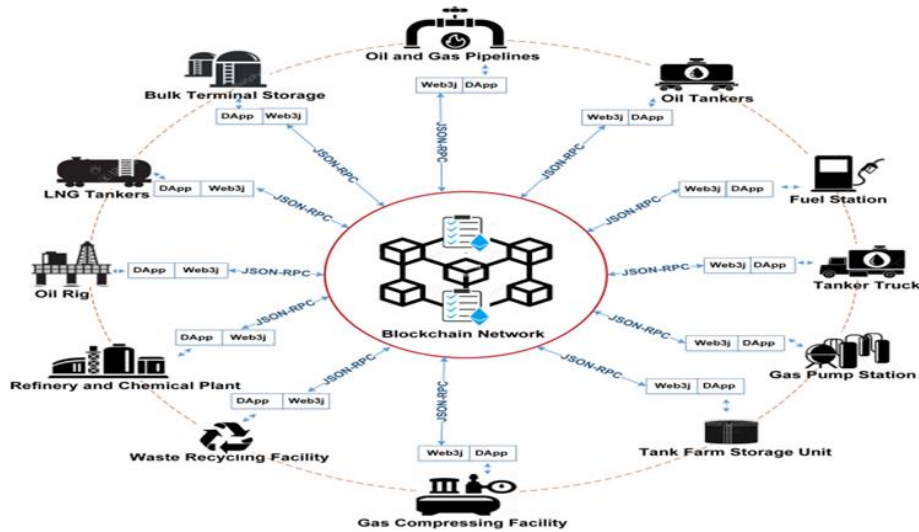 Oil and Gas Pipelines
Web3j DApp
JSON-RPC
Oil Tankers
Web3j DApp
JSON-RPC
Fuel Station
Web3j DApp
JSON-RPC
Tanker Truck
Web3j DApp
JSON-RPC
Gas Pump Station
Web3j DApp
JSON-RPC
Tank Farm Storage Unit
Web3j DApp
JSON-RPC
Gas Compressing Facility
Web3j DApp
JSON-RPC
Waste Recycling Facility
DApp Web3j
JSON-RPC
Refinery and Chemical Plant
DApp Web3j
JSON-RPC
Oil Rig
DApp Web3j
JSON-RPC
LNG Tankers
DApp Web3j
JSON-RPC
Bulk Terminal Storage
DApp Web3j
JSON-RPC
Blockchain Network